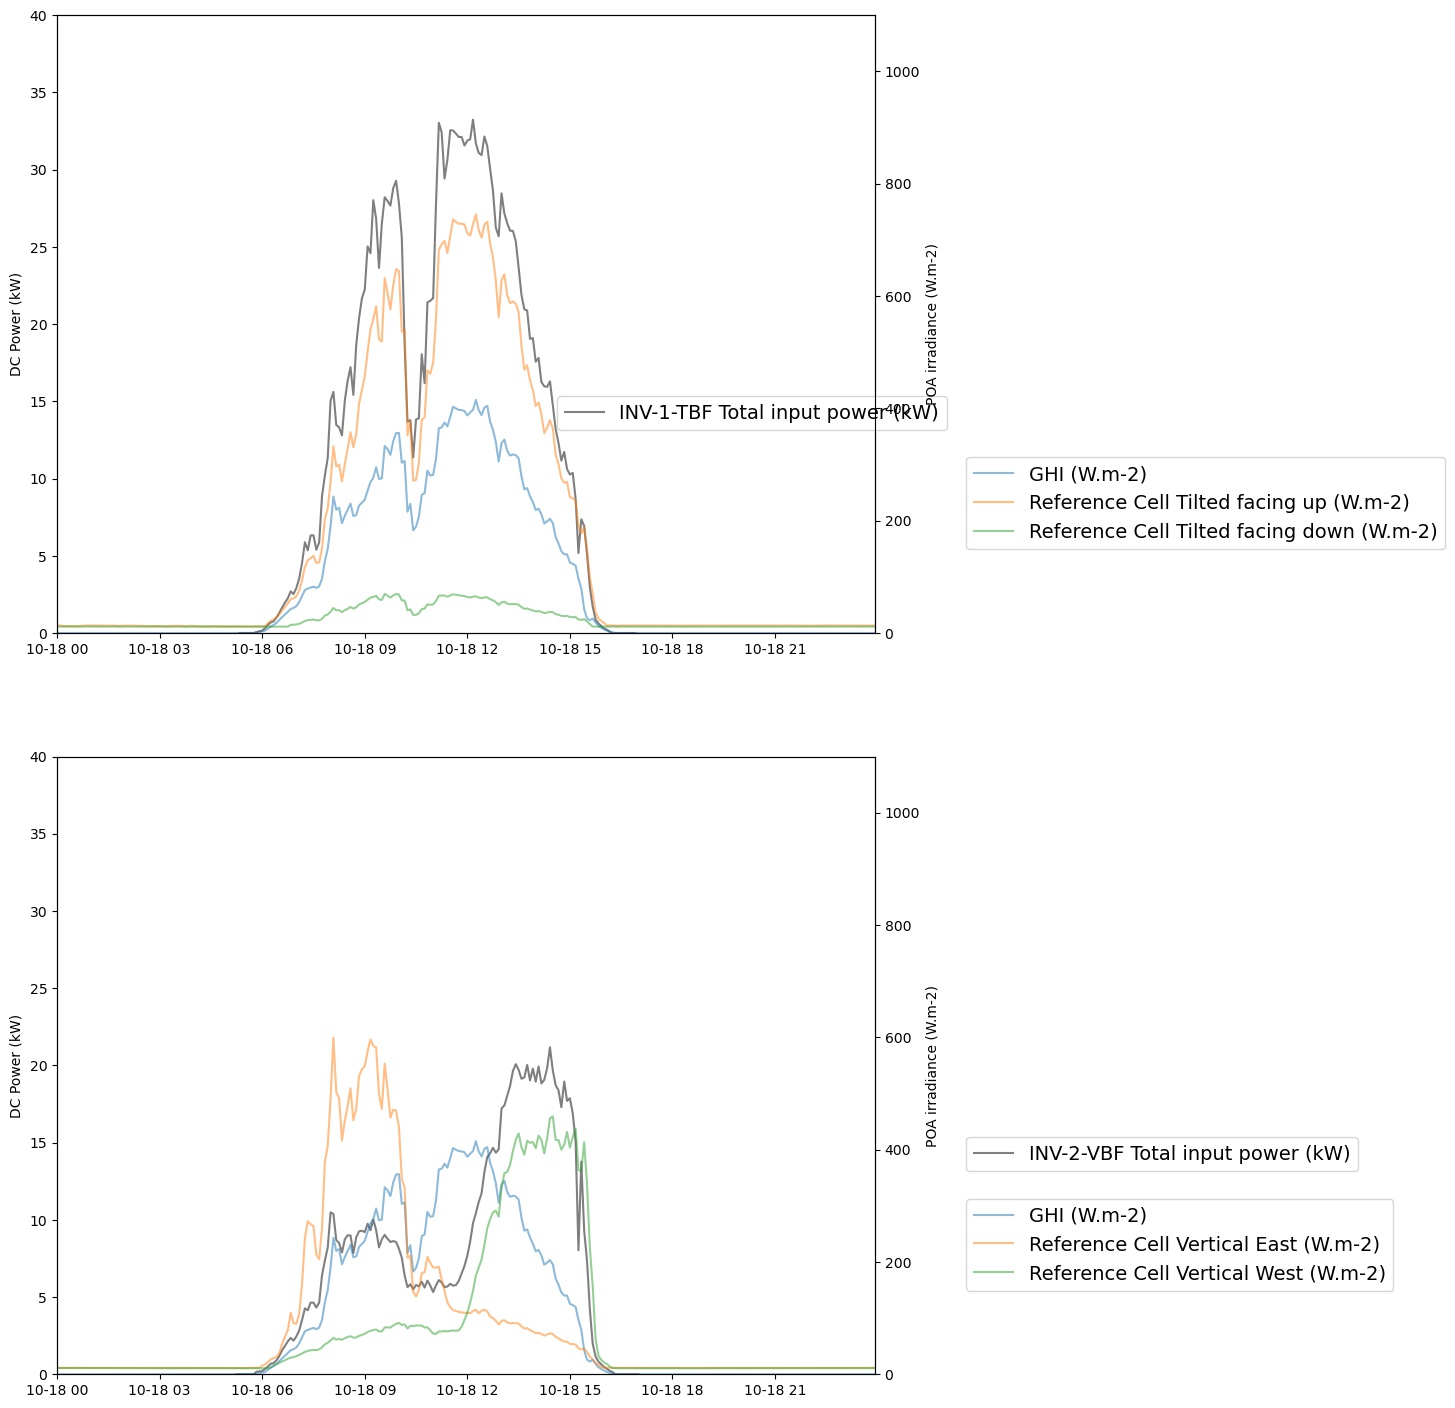 40
35
30
25
20
15
10
5
0
DC Power (kW)
1000
800
600
400
200
0
POA irradiance (W.m-2)
INV-1-TBF Total input power (kW)
GHI (W.m-2)
Reference Cell Tilted facing up (W.m-2)
Reference Cell Tilted facing down (W.m-2)
10-18 00 10-18 03 10-18 06 10-18 09 10-18 12 10-18 15 10-18 18 10-18 21
40
35
30
25
20
15
10
5
0
DC Power (kW)
1000
800
600
400
200
0
POA irradiance (W.m-2)
INV-2-VBF Total input power (kW)
GHI (W.m-2)
Reference Cell Vertical East (W.m-2)
Reference Cell Vertical West (W.m-2)
10-18 00 10-18 03 10-18 06 10-18 09 10-18 12 10-18 15 10-18 18 10-18 21